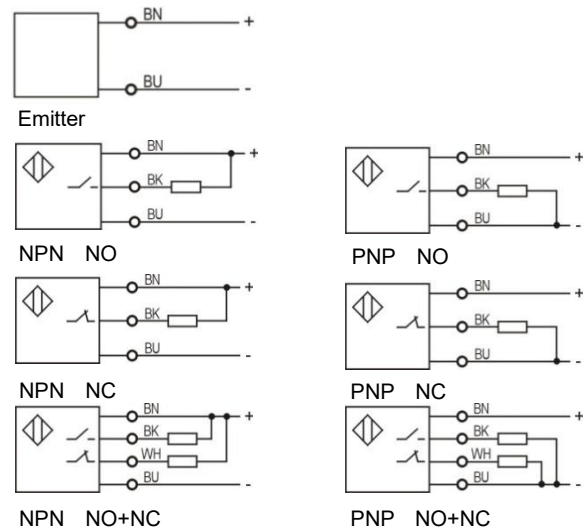 BN +
BU -
Emitter
BN +
BK
BU -
NPN NO
BN +
BK
BU -
PNP NO
BN +
BK
BU -
NPN NC
BN +
BK
BU -
PNP NC
BN +
BK
WH
BU -
NPN NO+NC
BN +
BK
WH
BU -
PNP NO+NC